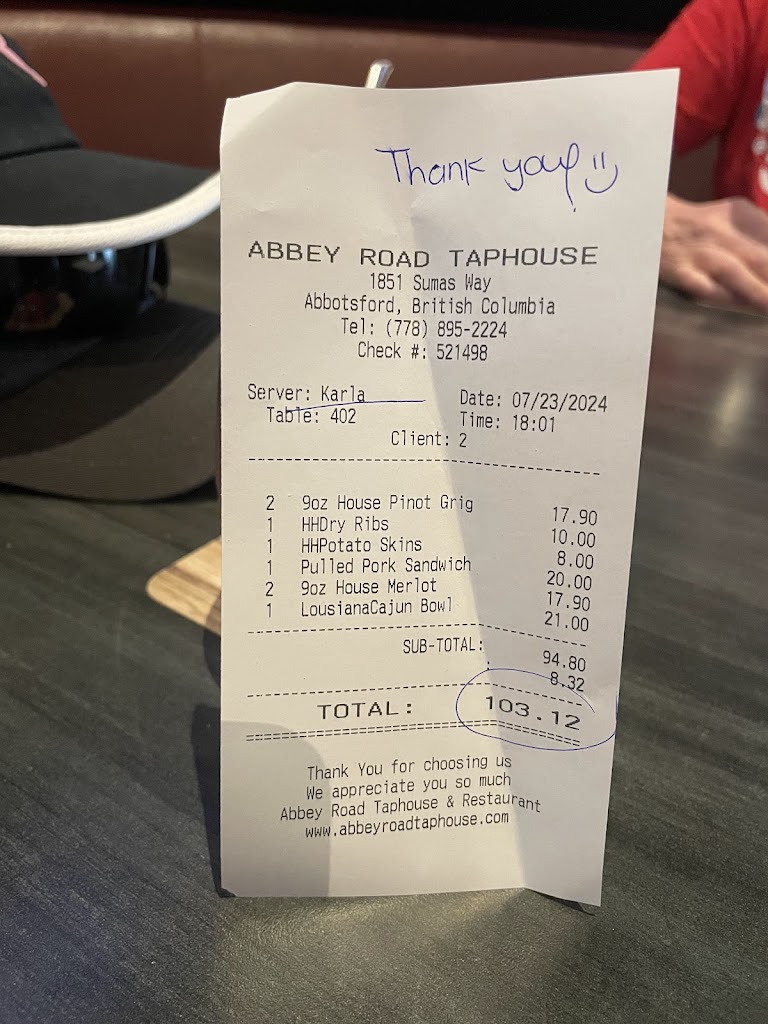 Thank you! :)
ABBEY ROAD TAPHOUSE
1851 Sumas Way
Abbotsford, British Columbia
Tel: (778) 895-2224
Check #: 521498
Server: Karla Date: 07/23/2024
Table: 402 Time: 18:01
Client: 2
2 9oz House Pinot Grig 17.90
1 HHDry Ribs 10.00
1 HHPotato Skins 8.00
1 Pulled Pork Sandwich 20.00
2 9oz House Merlot 17.90
1 LousianaCajun Bowl 21.00
SUB-TOTAL: 94.80
: 8.32
TOTAL: 103.12
Thank You for choosing us
We appreciate you so much
Abbey Road Taphouse & Restaurant
www.abbeyroadtaphouse.com